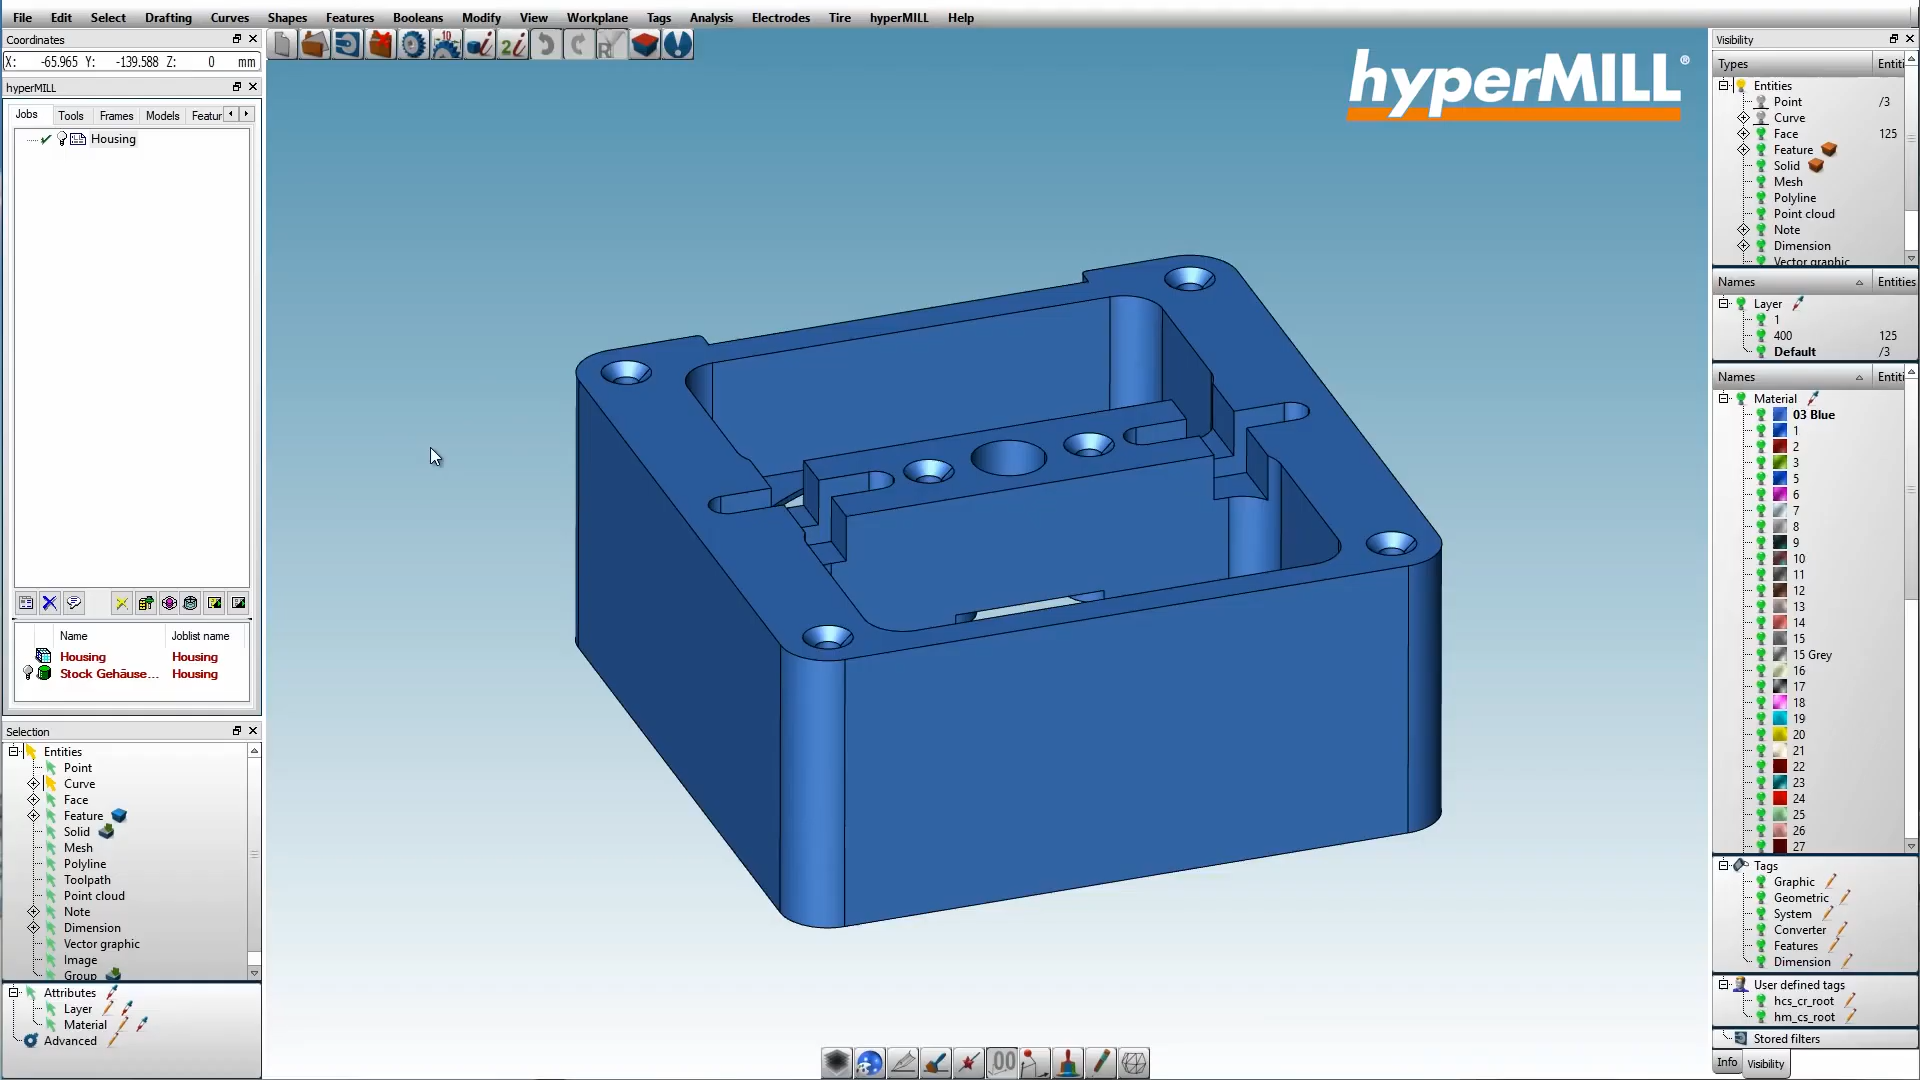 File Edit Select Drafting Curves Shapes Features Booleans Modify View Workplane Tags Analysis Electrodes Tire hyperMILL Help
Coordinates
X: -65.965 Y: -139.588 Z: 0 mm
hyperMILL
Jobs Tools Frames Models Featur
Housing
Name Joblist name
Housing Housing
Stock Gehäuse... Housing
Selection
Entities
Point
Curve
Face
Feature
Solid
Mesh
Polyline
Toolpath
Point cloud
Note
Dimension
Vector graphic
Image
Group
Attributes
Layer
Material
Advanced
10
2
hyperMILL®
Visibility
Types Entiti
Entities
Point /3
Curve
Face 125
Feature
Solid
Mesh
Polyline
Point cloud
Note
Dimension
Vector graphic
Names Entities
Layer
1
400 125
Default /3
Names Entiti
Material
03 Blue
1
2
3
5
6
7
8
9
10
11
12
13
14
15
15 Grey
16
17
18
19
20
21
22
23
24
25
26
27
Tags
Graphic
Geometric
System
Converter
Features
Dimension
User defined tags
hcs_cr_root
hm_cs_root
Stored filters
Info Visibility